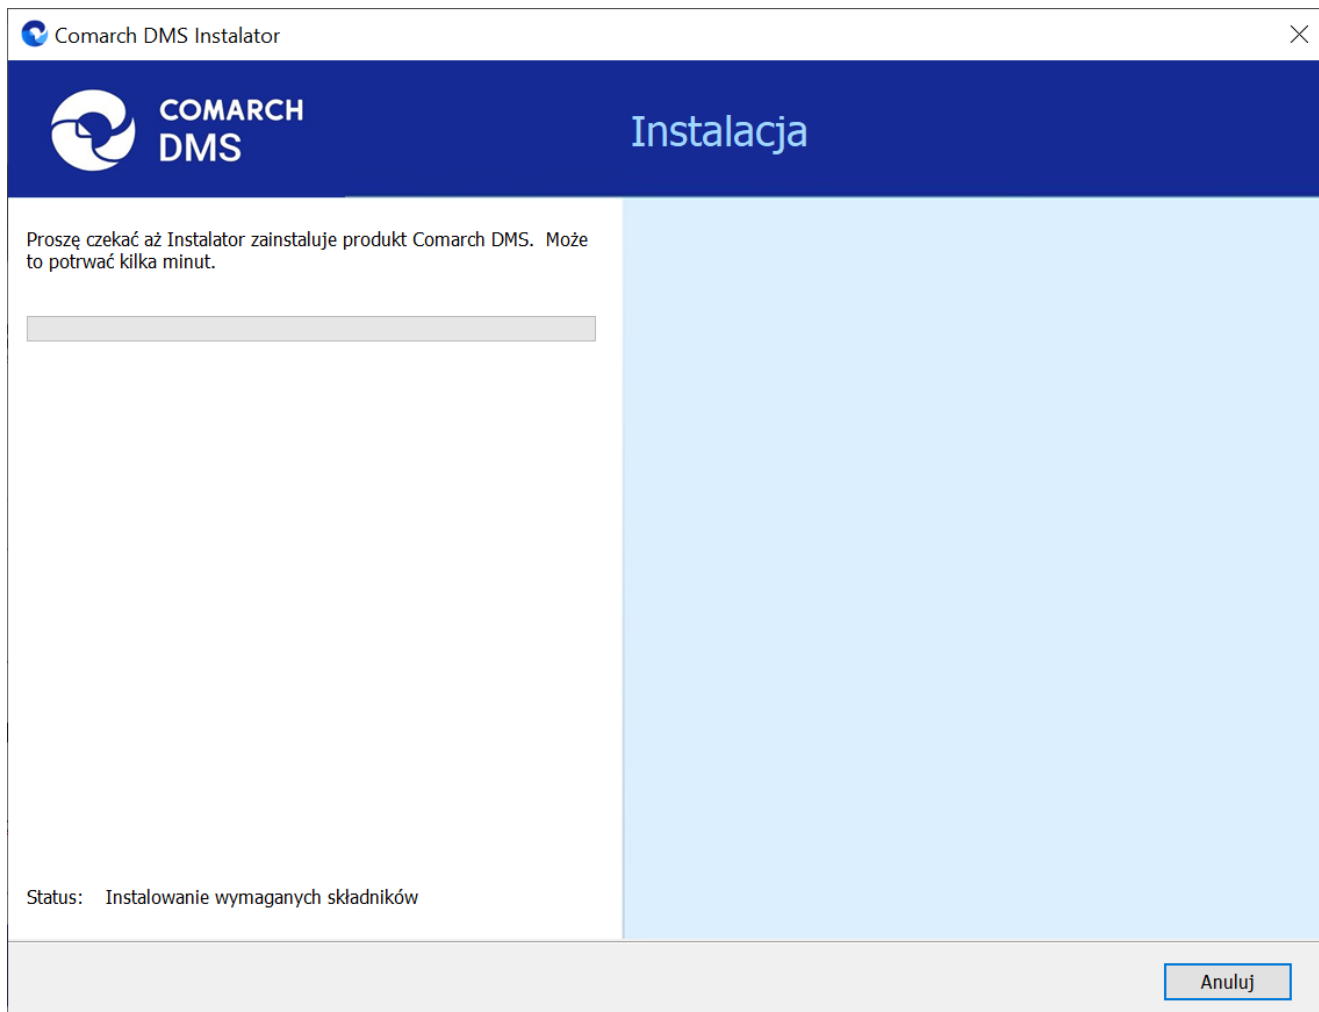 Comarch DMS Instalator
COMARCH
DMS
Instalacja
Proszę czekać aż Instalator zainstaluje produkt Comarch DMS.  Może
to potrwać kilka minut.
Status:   Instalowanie wymaganych składników
Anuluj